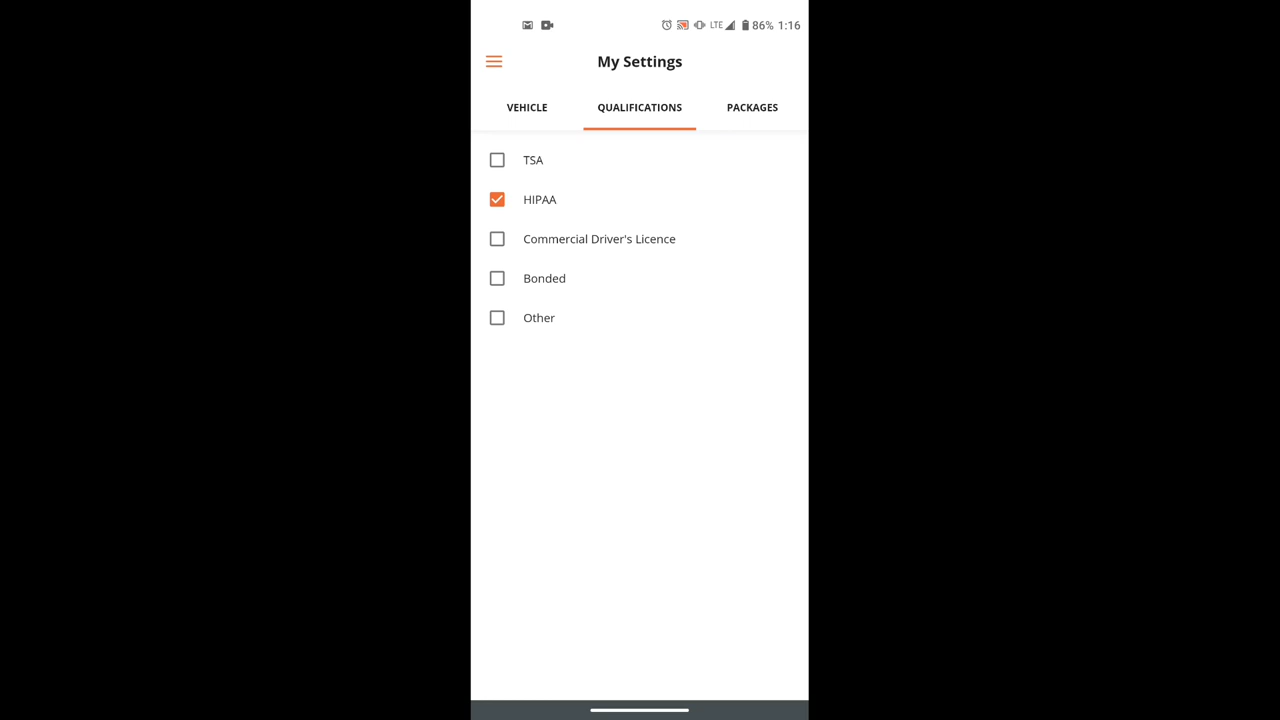 LTE 86% 1:16
My Settings
VEHICLE QUALIFICATIONS PACKAGES
TSA
HIPAA
Commercial Driver's Licence
Bonded
Other